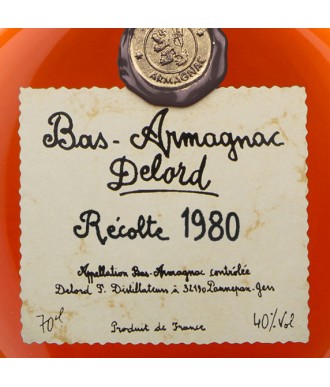 ARMAGNAC
Bas-Armagnac
Delord
Récolte 1980
Appellation Bas-Armagnac contrôlée
Delord F. Distillateurs à 32190 Lannepax-Gers
70cl
40% Vol
Produit de France